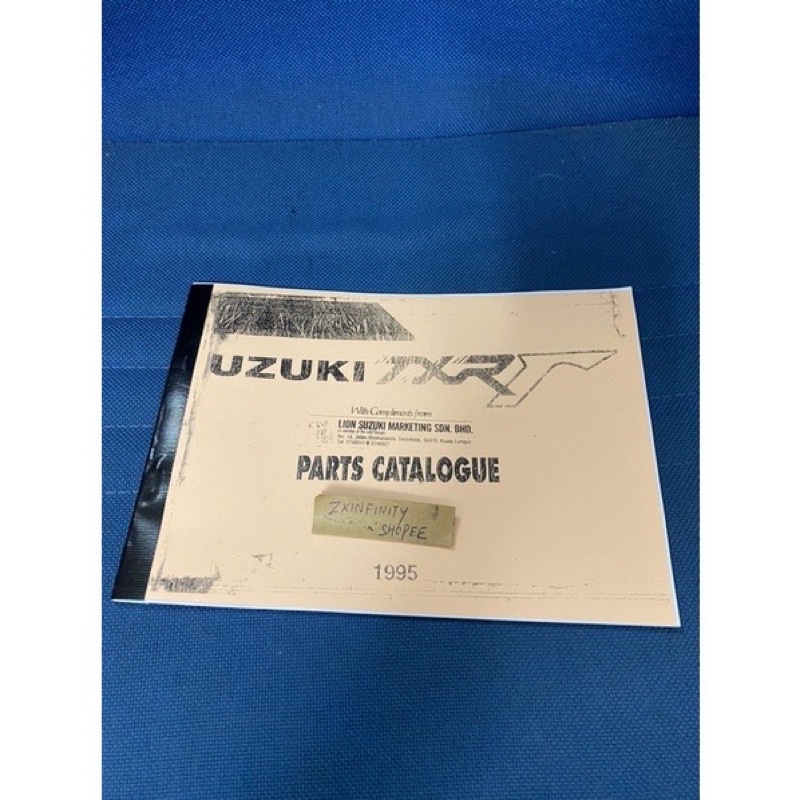 UZUKI TXR
With Compliments from
LION SUZUKI MARKETING SDN. BHD.
PARTS CATALOGUE
ZXINFINITY
SHOPEE
1995